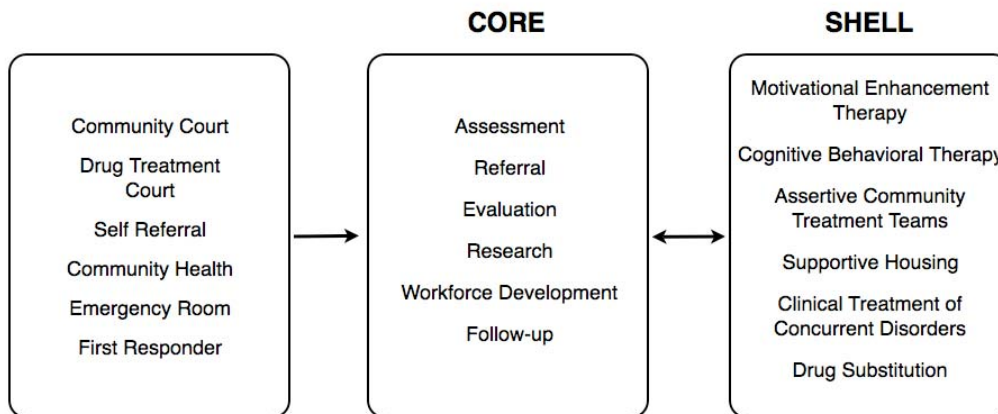 CORE
SHELL
Community Court
Drug Treatment
Court
Self Referral
Community Health
Emergency Room
First Responder
Assessment
Referral
Evaluation
Research
Workforce Development
Follow-up
Motivational Enhancement
Therapy
Cognitive Behavioral Therapy
Assertive Community
Treatment Teams
Supportive Housing
Clinical Treatment of
Concurrent Disorders
Drug Substitution